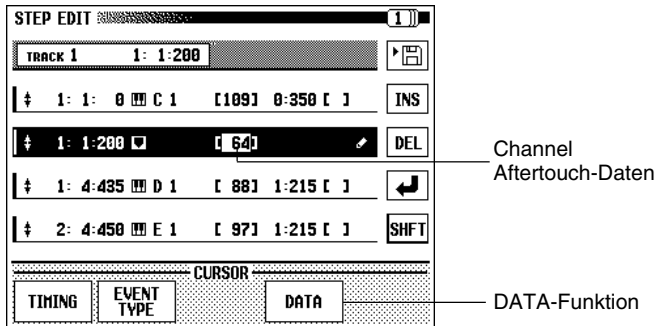 STEP EDIT 1
TRACK 1 1: 1:200
1: 1: 0 C 1 [109] 0:350 [ ] INS
1: 1:200 [ 64] DEL
Channel
Aftertouch-Daten
1: 4:435 D 1 [ 88] 1:215 [ ]
2: 4:450 E 1 [ 97] 1:215 [ ] SHFT
CURSOR
TIMING EVENT TYPE DATA
DATA-Funktion